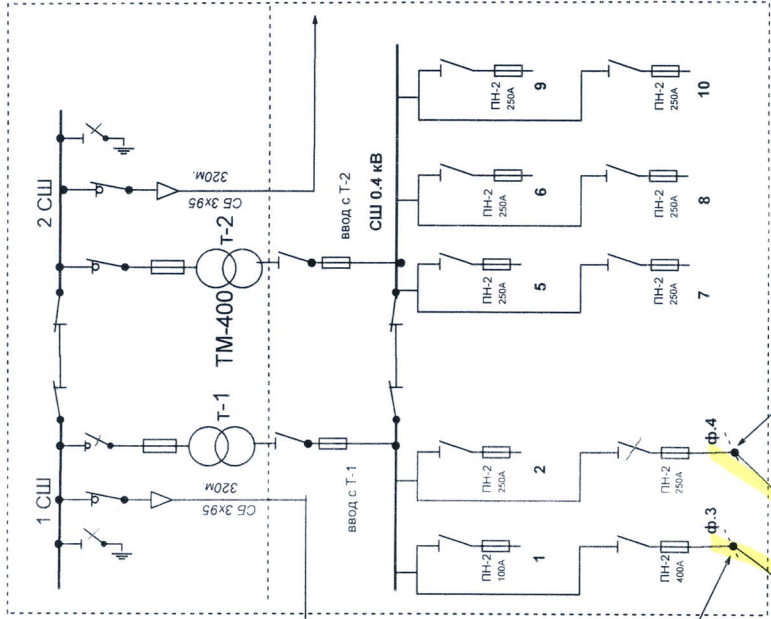 1 СШ
2 СШ
СБ 3х95
320м.
т-1
ТМ-400
т-2
СБ 3х95
320м.
ввод с Т-1
ввод с Т-2
СШ 0.4 кВ
ПН-2
100А
1
ПН-2
250А
2
ПН-2
250А
5
ПН-2
250А
6
ПН-2
250А
9
ПН-2
400А
ф.3
ПН-2
250А
ф.4
ПН-2
250А
7
ПН-2
250А
8
ПН-2
250А
10